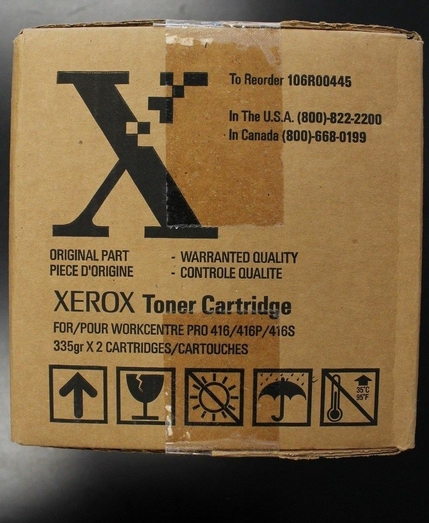 X
To Reorder 106R00445
In The U.S.A. (800)-822-2200
In Canada (800)-668-0199
ORIGINAL PART - WARRANTED QUALITY
PIECE D'ORIGINE - CONTROLE QUALITE
XEROX Toner Cartridge
FOR/POUR WORKCENTRE PRO 416/416P/416S
335gr X 2 CARTRIDGES/CARTOUCHES
35°C
95°F